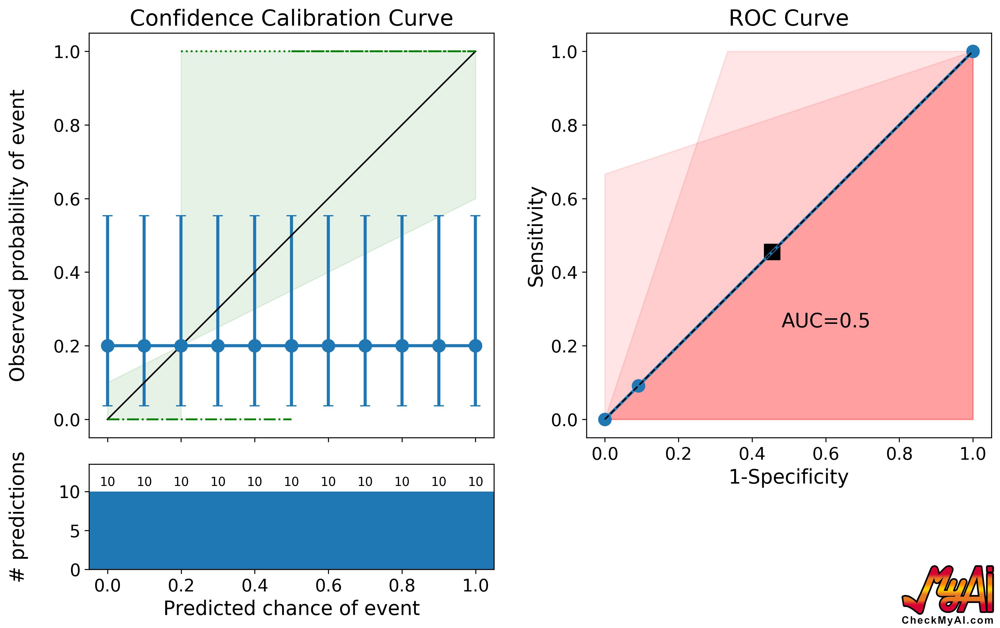 Confidence Calibration Curve
1.0
0.8
0.6
0.4
0.2
0.0
Observed probability of event
10 10 10 10 10 10 10 10 10 10 10
10
5
0
# predictions
0.0 0.2 0.4 0.6 0.8 1.0
Predicted chance of event
ROC Curve
1.0
0.8
0.6
0.4
0.2
0.0
Sensitivity
AUC=0.5
0.0 0.2 0.4 0.6 0.8 1.0
1-Specificity
MyAi
CheckMyAI.com